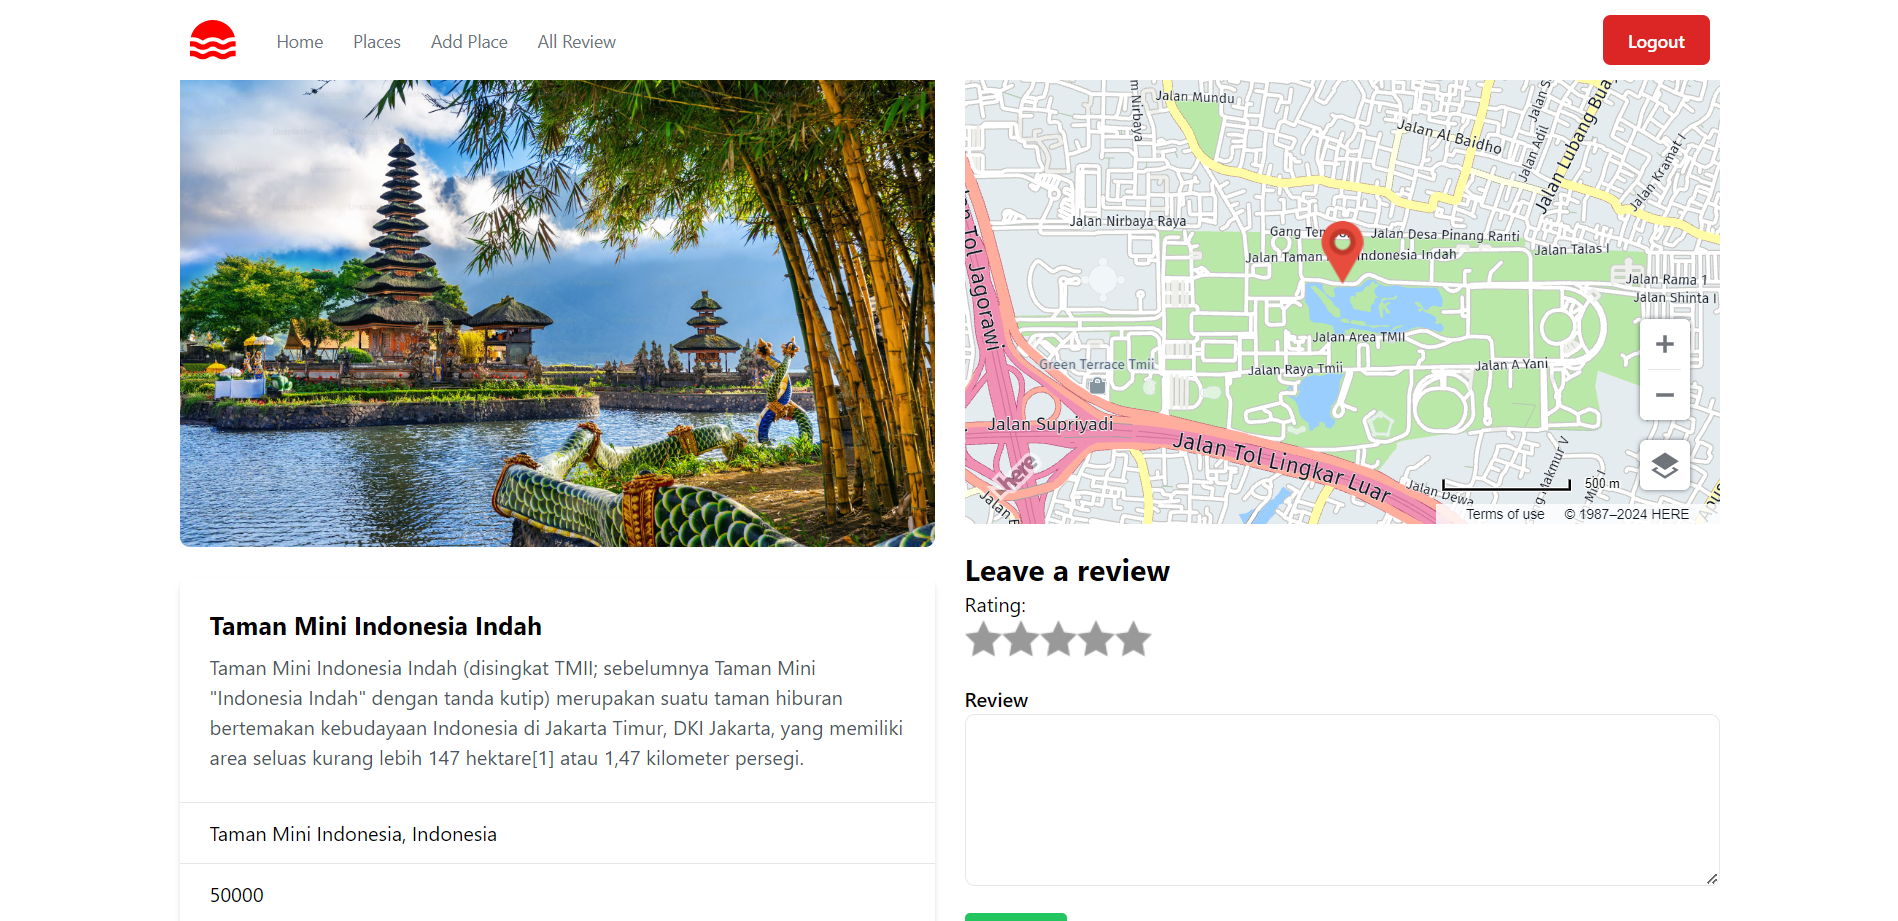 Home
Places
Add Place
All Review
Logout
Taman Mini Indonesia Indah
Taman Mini Indonesia Indah (disingkat TMII; sebelumnya Taman Mini
"Indonesia Indah" dengan tanda kutip) merupakan suatu taman hiburan
bertemakan kebudayaan Indonesia di Jakarta Timur, DKI Jakarta, yang memiliki
area seluas kurang lebih 147 hektare[1] atau 1,47 kilometer persegi.
Taman Mini Indonesia, Indonesia
50000
Jalan Mundu
Nirbaya
Jalan Al Baidho
Jalan Adil
Jalan Lubang Bua
Jalan Kramat I
Jalan Nirbaya Raya
Gang
Jalan Desa Pinang Ranti
Jalan Taman
Indonesia Indah
Jalan Talas I
Jalan Rama 1
Jalan Shinta I
Tol Jagorawi
Jalan Area TMII
Green Terrace Tmii
Jalan Raya Tmii
Jalan A Yani
Jalan Supriyadi
Jalan Tol Lingkar Luar
Jalan Dewa
Makmur V
here
500 m
Terms of use
© 1987–2024 HERE
Leave a review
Rating:
Review